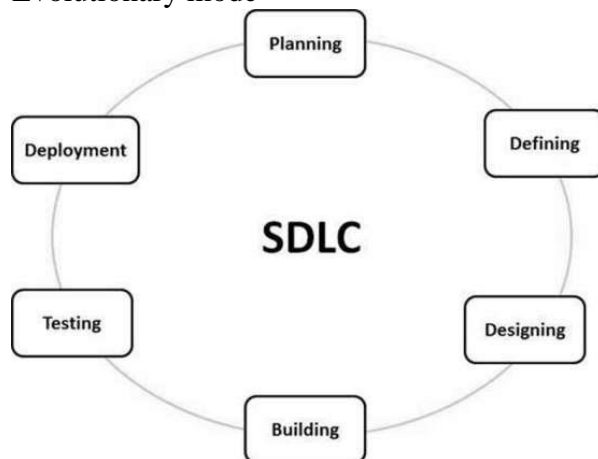 Evolutionary mode
Planning
Deployment
Defining
SDLC
Testing
Designing
Building